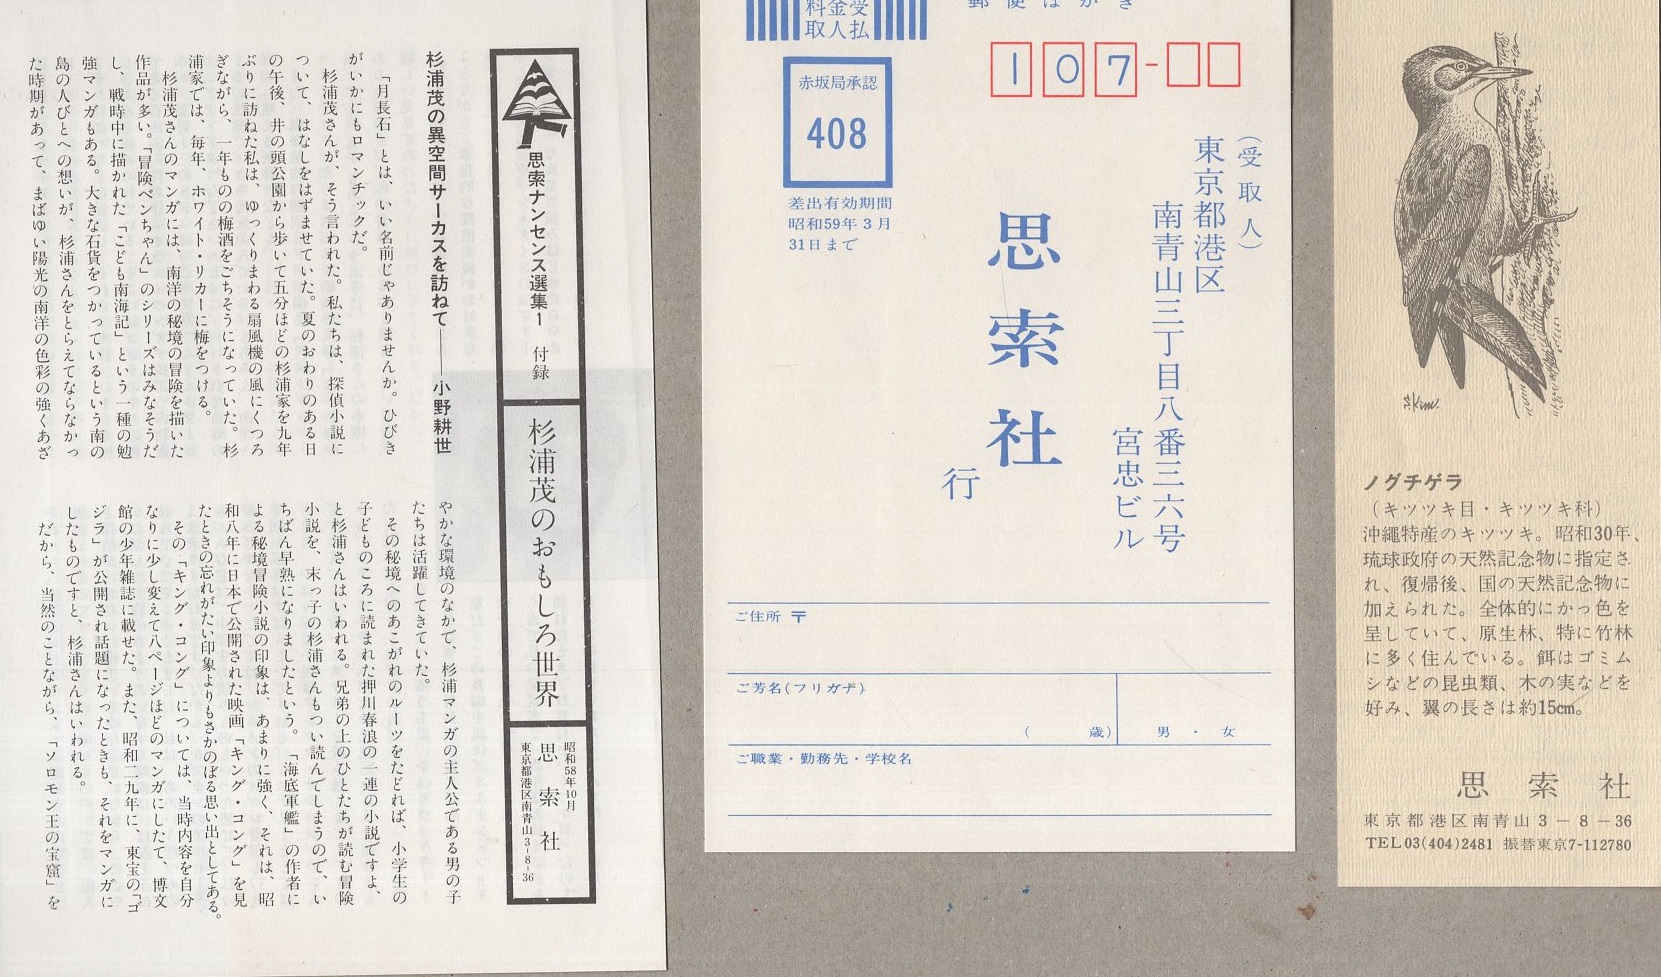 思索ナンセンス選集1 付録
杉浦茂のおもしろ世界
昭和58年10月
思索社
東京都港区南青山3-8-36
杉浦茂の異空間サーカスを訪ねて――小野耕世
「月長石」とは、いい名前じゃありませんか。ひびき
がいかにもロマンチックだ。
杉浦茂さんが、そう言われた。私たちは、探偵小説に
ついて、はなしをはずませていた。夏のおわりのある日
の午後、井の頭公園から歩いて五分ほどの杉浦家を九年
ぶりに訪ねた私は、ゆっくりまわる扇風機の風にくつろ
ぎながら、一年ものの梅酒をごちそうになっていた。杉
浦家では、毎年、ホワイト・リカーに梅をつける。
杉浦茂さんのマンガには、南洋の秘境の冒険を描いた
作品が多い。「冒険ベンちゃん」のシリーズはみなそうだ
し、戦時中に描かれた「こども南海記」という一種の勉
強マンガもある。大きな石貨をつかっているという南の
島の人びとへの想いが、杉浦さんをとらえてならなかっ
た時期があって、まばゆい陽光の南洋の色彩の強くあざ
やかな環境のなかで、杉浦マンガの主人公である男の子
たちは活躍してきていた。
その秘境へのあこがれのルーツをたどれば、小学生の
子どものころに読まれた押川春浪の一連の小説ですよ、
と杉浦さんはいわれる。兄弟の上のひとたちが読む冒険
小説を、末っ子の杉浦さんもつい読んでしまうので、い
ちばん早熟になりましたという。「海底軍艦」の作者に
よる秘境冒険小説の印象は、あまりに強く、それは、昭
和八年に日本で公開された映画「キング・コング」を見
たときの忘れがたい印象よりもさかのぼる思い出としてある。
その「キング・コング」については、当時内容を自分
なりに少し変えて八ページほどのマンガにしたて、博文
館の少年雑誌に載せた。また、昭和二九年に、東宝の「ゴ
ジラ」が公開され話題になったときも、それをマンガに
したものですと、杉浦さんはいわれる。
だから、当然のことながら、「ソロモン王の宝窟」を
料金受
取人払
郵便はがき
107-
赤坂局承認
408
差出有効期間
昭和59年3月
31日まで
(受取人)
東京都港区
南青山三丁目八番三六号
宮忠ビル
思索社
行
ご住所 〒
ご芳名(フリガナ)
( 歳) 男・女
ご職業・勤務先・学校名
Kim.
ノグチゲラ
(キツツキ目・キツツキ科)
沖縄特産のキツツキ。昭和30年、
琉球政府の天然記念物に指定さ
れ、復帰後、国の天然記念物に
加えられた。全体的にかっ色を
呈していて、原生林、特に竹林
に多く住んでいる。餌はゴミム
シなどの昆虫類、木の実などを
好み、翼の長さは約15cm。
思索社
東京都港区南青山3-8-36
TEL03(404)2481 振替東京7-112780